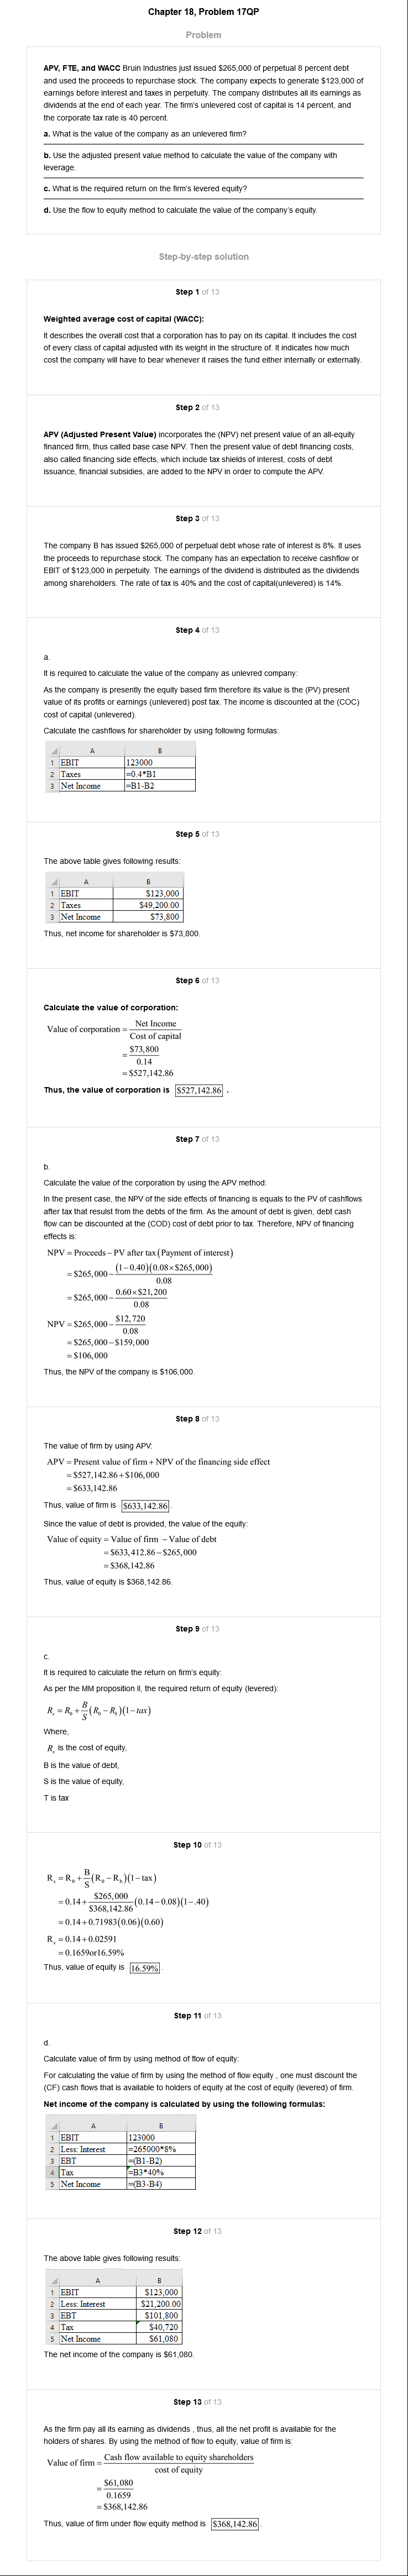 Chapter 18, Problem 17QP
Problem
APV, FTE, and WACC Bruin Industries just issued $265,000 of perpetual 8 percent debt
and used the proceeds to repurchase stock. The company expects to generate $123,000 of
earnings before interest and taxes in perpetuity. The company distributes all its earnings as
dividends at the end of each year. The firm's unlevered cost of capital is 14 percent, and
the corporate tax rate is 40 percent.
a. What is the value of the company as an unlevered firm?
b. Use the adjusted present value method to calculate the value of the company with
leverage.
c. What is the required return on the firm's levered equity?
d. Use the flow to equity method to calculate the value of the company's equity.
Step-by-step solution
Step 1 of 13
Weighted average cost of capital (WACC):
It describes the overall cost that a corporation has to pay on its capital. It includes the cost
of every class of capital adjusted with its weight in the structure of. It indicates how much
cost the company will have to bear whenever it raises the fund either internally or externally.
Step 2 of 13
APV (Adjusted Present Value) incorporates the (NPV) net present value of an all-equity
financed firm, thus called base case NPV. Then the present value of debt financing costs,
also called financing side effects, which include tax shields of interest, costs of debt
issuance, financial subsidies, are added to the NPV in order to compute the APV.
Step 3 of 13
The company B has issued $265,000 of perpetual debt whose rate of interest is 8%. It uses
the proceeds to repurchase stock. The company has an expectation to receive cashflow or
EBIT of $123,000 in perpetuity. The earnings of the dividend is distributed as the dividends
among shareholders. The rate of tax is 40% and the cost of capital(unlevered) is 14%.
Step 4 of 13
a.
It is required to calculate the value of the company as unlevred company:
As the company is presently the equity based firm therefore its value is the (PV) present
value of its profits or earnings (unlevered) post tax. The income is discounted at the (COC)
cost of capital (unlevered).
Calculate the cashflows for shareholder by using following formulas:
A B
1 EBIT 123000
2 Taxes =0.4*B1
3 Net Income =B1-B2
Step 5 of 13
The above table gives following results:
A B
1 EBIT $123,000
2 Taxes $49,200.00
3 Net Income $73,800
Thus, net income for shareholder is $73,800.
Step 6 of 13
Calculate the value of corporation:
Value of corporation = Net Income / Cost of capital
= $73,800 / 0.14
= $527,142.86
Thus, the value of corporation is $527,142.86 .
Step 7 of 13
b.
Calculate the value of the corporation by using the APV method:
In the present case, the NPV of the side effects of financing is equals to the PV of cashflows
after tax that resulst from the debts of the firm. As the amount of debt is given, debt cash
flow can be discounted at the (COD) cost of debt prior to tax. Therefore, NPV of financing
effects is:
NPV = Proceeds − PV after tax (Payment of interest)
= $265,000 − (1−0.40)(0.08×$265,000) / 0.08
= $265,000 − 0.60×$21,200 / 0.08
NPV = $265,000 − $12,720 / 0.08
= $265,000 − $159,000
= $106,000
Thus, the NPV of the company is $106,000.
Step 8 of 13
The value of firm by using APV:
APV = Present value of firm + NPV of the financing side effect
= $527,142.86 + $106,000
= $633,142.86
Thus, value of firm is $633,142.86.
Since the value of debt is provided, the value of the equity:
Value of equity = Value of firm − Value of debt
= $633,412.86 − $265,000
= $368,142.86
Thus, value of equity is $368,142.86.
Step 9 of 13
c.
It is required to calculate the return on firm's equity:
As per the MM proposition II, the required return of equity (levered):
Rs = R0 + B/S (R0 − Rb)(1 − tax)
Where,
Rs is the cost of equity,
B is the value of debt,
S is the value of equity,
T is tax
Step 10 of 13
Rs = R0 + B/S (R0 − Rb)(1 − tax)
= 0.14 + $265,000 / $368,142.86 (0.14 − 0.08)(1 − .40)
= 0.14 + 0.71983(0.06)(0.60)
Rs = 0.14 + 0.02591
= 0.1659or16.59%
Thus, value of equity is 16.59% .
Step 11 of 13
d.
Calculate value of firm by using method of flow of equity:
For calculating the value of firm by using the method of flow equity , one must discount the
(CF) cash flows that is available to holders of equity at the cost of equity (levered) of firm.
Net income of the company is calculated by using the following formulas:
A B
1 EBIT 123000
2 Less: Interest =265000*8%
3 EBT =(B1-B2)
4 Tax =B3*40%
5 Net Income =(B3-B4)
Step 12 of 13
The above table gives following results:
A B
1 EBIT $123,000
2 Less: Interest $21,200.00
3 EBT $101,800
4 Tax $40,720
5 Net Income $61,080
The net income of the company is $61,080.
Step 13 of 13
As the firm pay all its earning as dividends , thus, all the net profit is available for the
holders of shares. By using the method of flow to equity, value of firm is:
Value of firm = Cash flow available to equity shareholders / cost of equity
= $61,080 / 0.1659
= $368,142.86
Thus, value of firm under flow equity method is $368,142.86 .